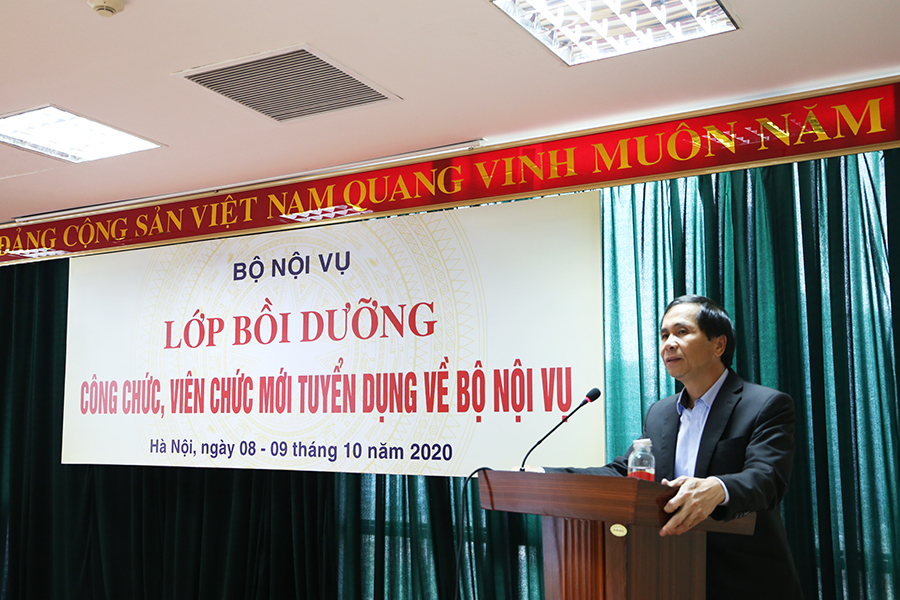 ĐẢNG CỘNG SẢN VIỆT NAM QUANG VINH MUÔN NĂM
BỘ NỘI VỤ
LỚP BỒI DƯỠNG
CÔNG CHỨC, VIÊN CHỨC MỚI TUYỂN DỤNG VỀ BỘ NỘI VỤ
Hà Nội, ngày 08 - 09 tháng 10 năm 2020